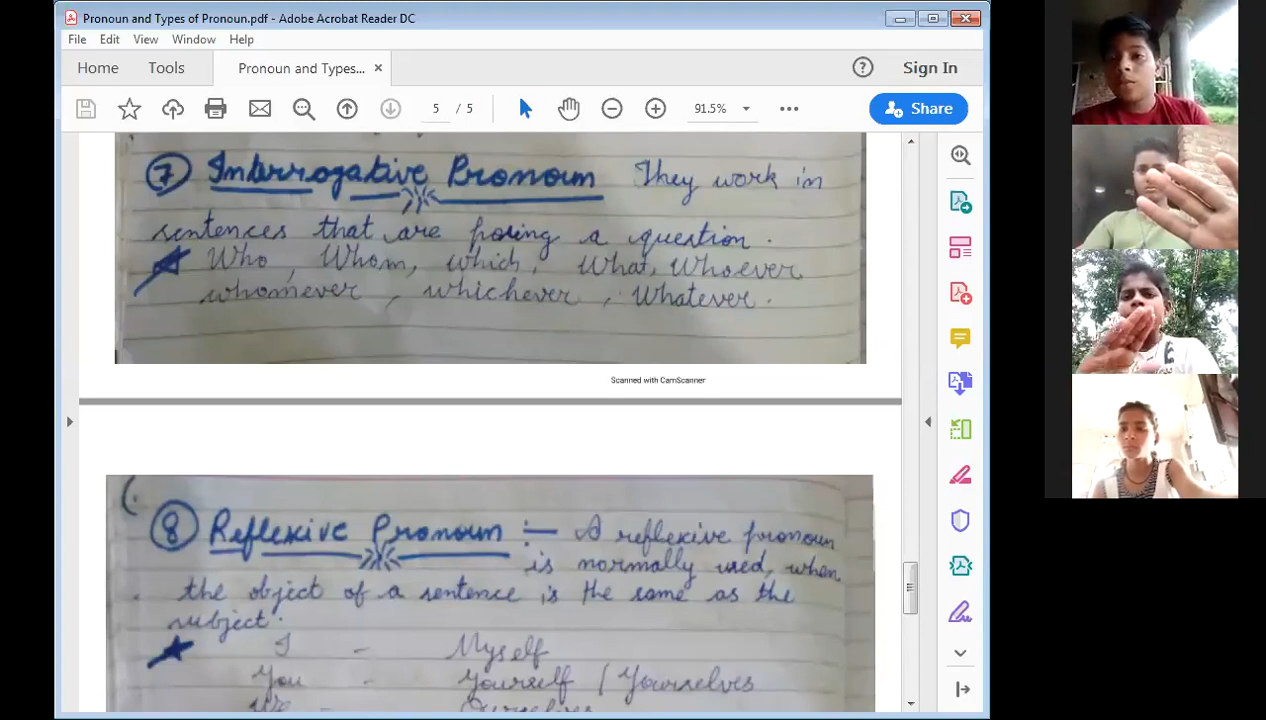 Pronoun and Types of Pronoun.pdf - Adobe Acrobat Reader DC
File Edit View Window Help
Home Tools Pronoun and Types... × Sign In
5 / 5 91.5% Share
7 Interrogative Pronoun They work in
sentences that are posing a question.
Who, Whom, which, What, Whoever
whomever, whichever, Whatever.
Scanned with CamScanner
8 Reflexive Pronoun :- A reflexive pronoun
is normally used, when
the object of a sentence is the same as the
subject.
I - Myself
You - Yourself / Yourselves
We - Ourselves